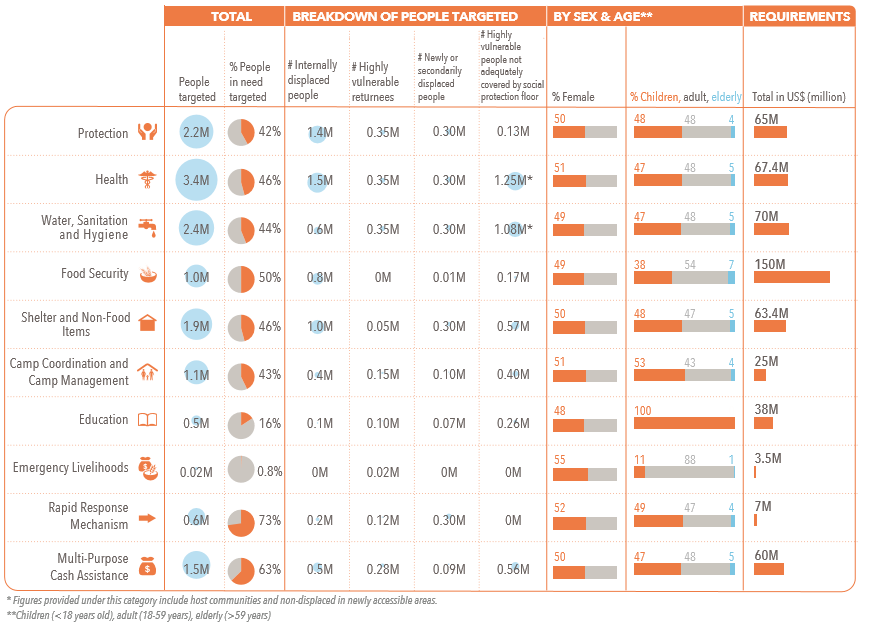 TOTAL BREAKDOWN OF PEOPLE TARGETED BY SEX & AGE** REQUIREMENTS
People targeted
% People in need targeted
# Internally displaced people
# Highly vulnerable returnees
# Newly or secondarily displaced people
# Highly vulnerable people not adequately covered by social protection floor
% Female
% Children, adult, elderly
Total in US$ (million)
Protection 2.2M 42% 1.4M 0.35M 0.30M 0.13M 50 48 48 4 65M
Health 3.4M 46% 1.5M 0.35M 0.30M 1.25M* 51 47 48 5 67.4M
Water, Sanitation
and Hygiene 2.4M 44% 0.6M 0.35M 0.30M 1.08M* 49 47 48 5 70M
Food Security 1.0M 50% 0.8M 0M 0.01M 0.17M 49 38 54 7 150M
Shelter and Non-Food
Items 1.9M 46% 1.0M 0.05M 0.30M 0.57M 50 48 47 5 63.4M
Camp Coordination and
Camp Management 1.1M 43% 0.4M 0.15M 0.10M 0.40M 51 53 43 4 25M
Education 0.5M 16% 0.1M 0.10M 0.07M 0.26M 48 100 38M
Emergency Livelihoods 0.02M 0.8% 0M 0.02M 0M 0M 55 11 88 1 3.5M
Rapid Response
Mechanism 0.6M 73% 0.2M 0.12M 0.30M 0M 52 49 47 4 7M
Multi-Purpose
Cash Assistance 1.5M 63% 0.5M 0.28M 0.09M 0.56M 50 47 48 5 60M
* Figures provided under this category include host communities and non-displaced in newly accessible areas.
**Children (<18 years old), adult (18-59 years), elderly (>59 years)